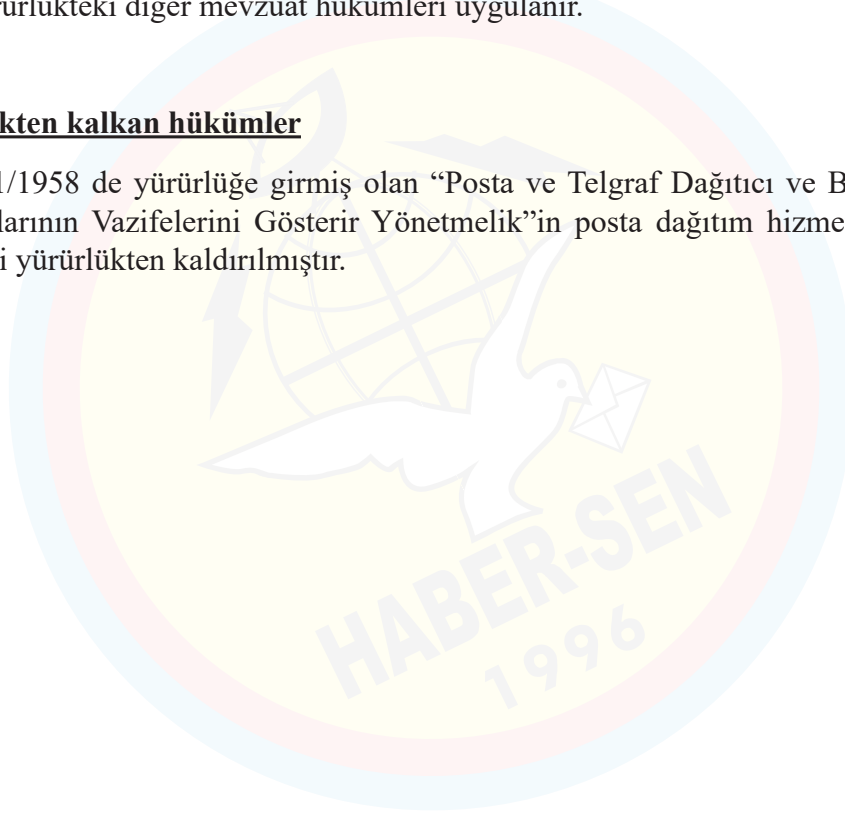 ürürlükteki diğer mevzuat hükümleri uygulanır.
kten kalkan hükümler
1/1958 de yürürlüğe girmiş olan “Posta ve Telgraf Dağıtıcı ve B
larının Vazifelerini Gösterir Yönetmelik”in posta dağıtım hizme
i yürürlükten kaldırılmıştır.
HABER-SEN
1996